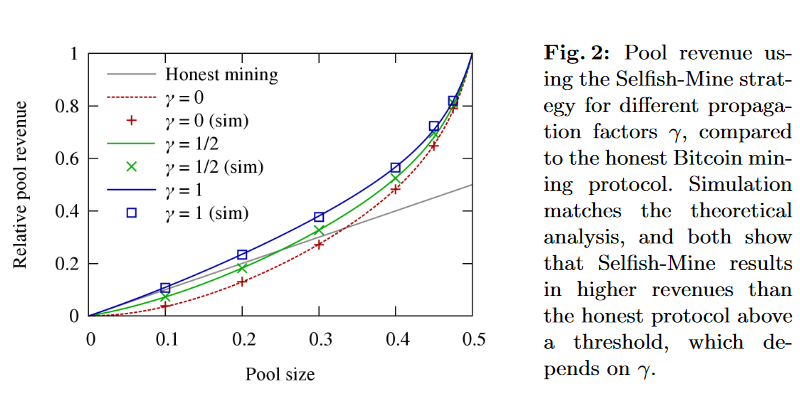 1
0.8
0.6
0.4
0.2
0
0
0.1
0.2
0.3
0.4
0.5
Relative pool revenue
Pool size
Honest mining
γ = 0
γ = 0 (sim)
γ = 1/2
γ = 1/2 (sim)
γ = 1
γ = 1 (sim)
Fig. 2: Pool revenue us-
ing the Selfish-Mine strat-
egy for different propaga-
tion factors γ, compared
to the honest Bitcoin min-
ing protocol. Simulation
matches the theoretical
analysis, and both show
that Selfish-Mine results
in higher revenues than
the honest protocol above
a threshold, which de-
pends on γ.